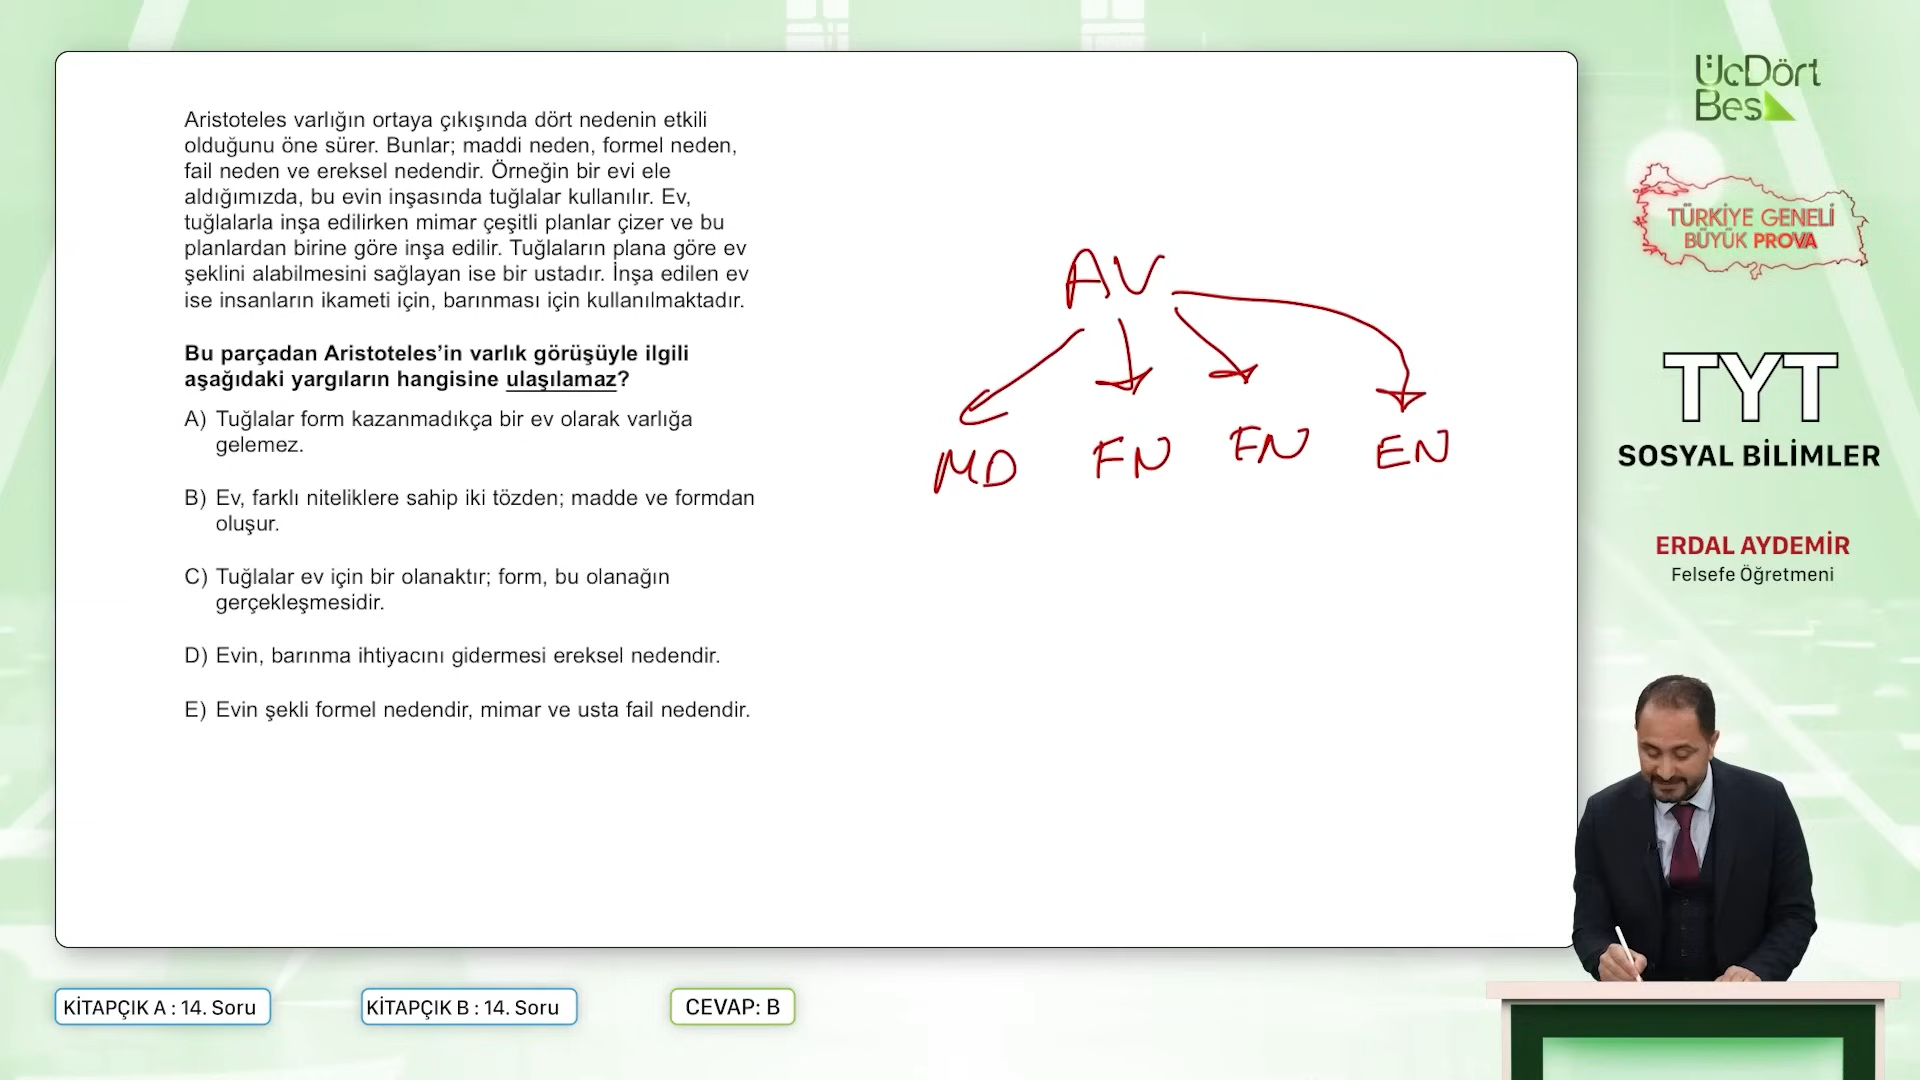 Aristoteles varlığın ortaya çıkışında dört nedenin etkili
olduğunu öne sürer. Bunlar; maddi neden, formel neden,
fail neden ve ereksel nedendir. Örneğin bir evi ele
aldığımızda, bu evin inşasında tuğlalar kullanılır. Ev,
tuğlalarla inşa edilirken mimar çeşitli planlar çizer ve bu
planlardan birine göre inşa edilir. Tuğlaların plana göre ev
şeklini alabilmesini sağlayan ise bir ustadır. İnşa edilen ev
ise insanların ikameti için, barınması için kullanılmaktadır.
Bu parçadan Aristoteles’in varlık görüşüyle ilgili
aşağıdaki yargıların hangisine ulaşılamaz?
A) Tuğlalar form kazanmadıkça bir ev olarak varlığa
gelemez.
B) Ev, farklı niteliklere sahip iki tözden; madde ve formdan
oluşur.
C) Tuğlalar ev için bir olanaktır; form, bu olanağın
gerçekleşmesidir.
D) Evin, barınma ihtiyacını gidermesi ereksel nedendir.
E) Evin şekli formel nedendir, mimar ve usta fail nedendir.
AV
MD FN FN EN
ÜçDört
Beş
TÜRKİYE GENELİ
BÜYÜK PROVA
TYT
SOSYAL BİLİMLER
ERDAL AYDEMİR
Felsefe Öğretmeni
KİTAPÇIK A : 14. Soru
KİTAPÇIK B : 14. Soru
CEVAP: B